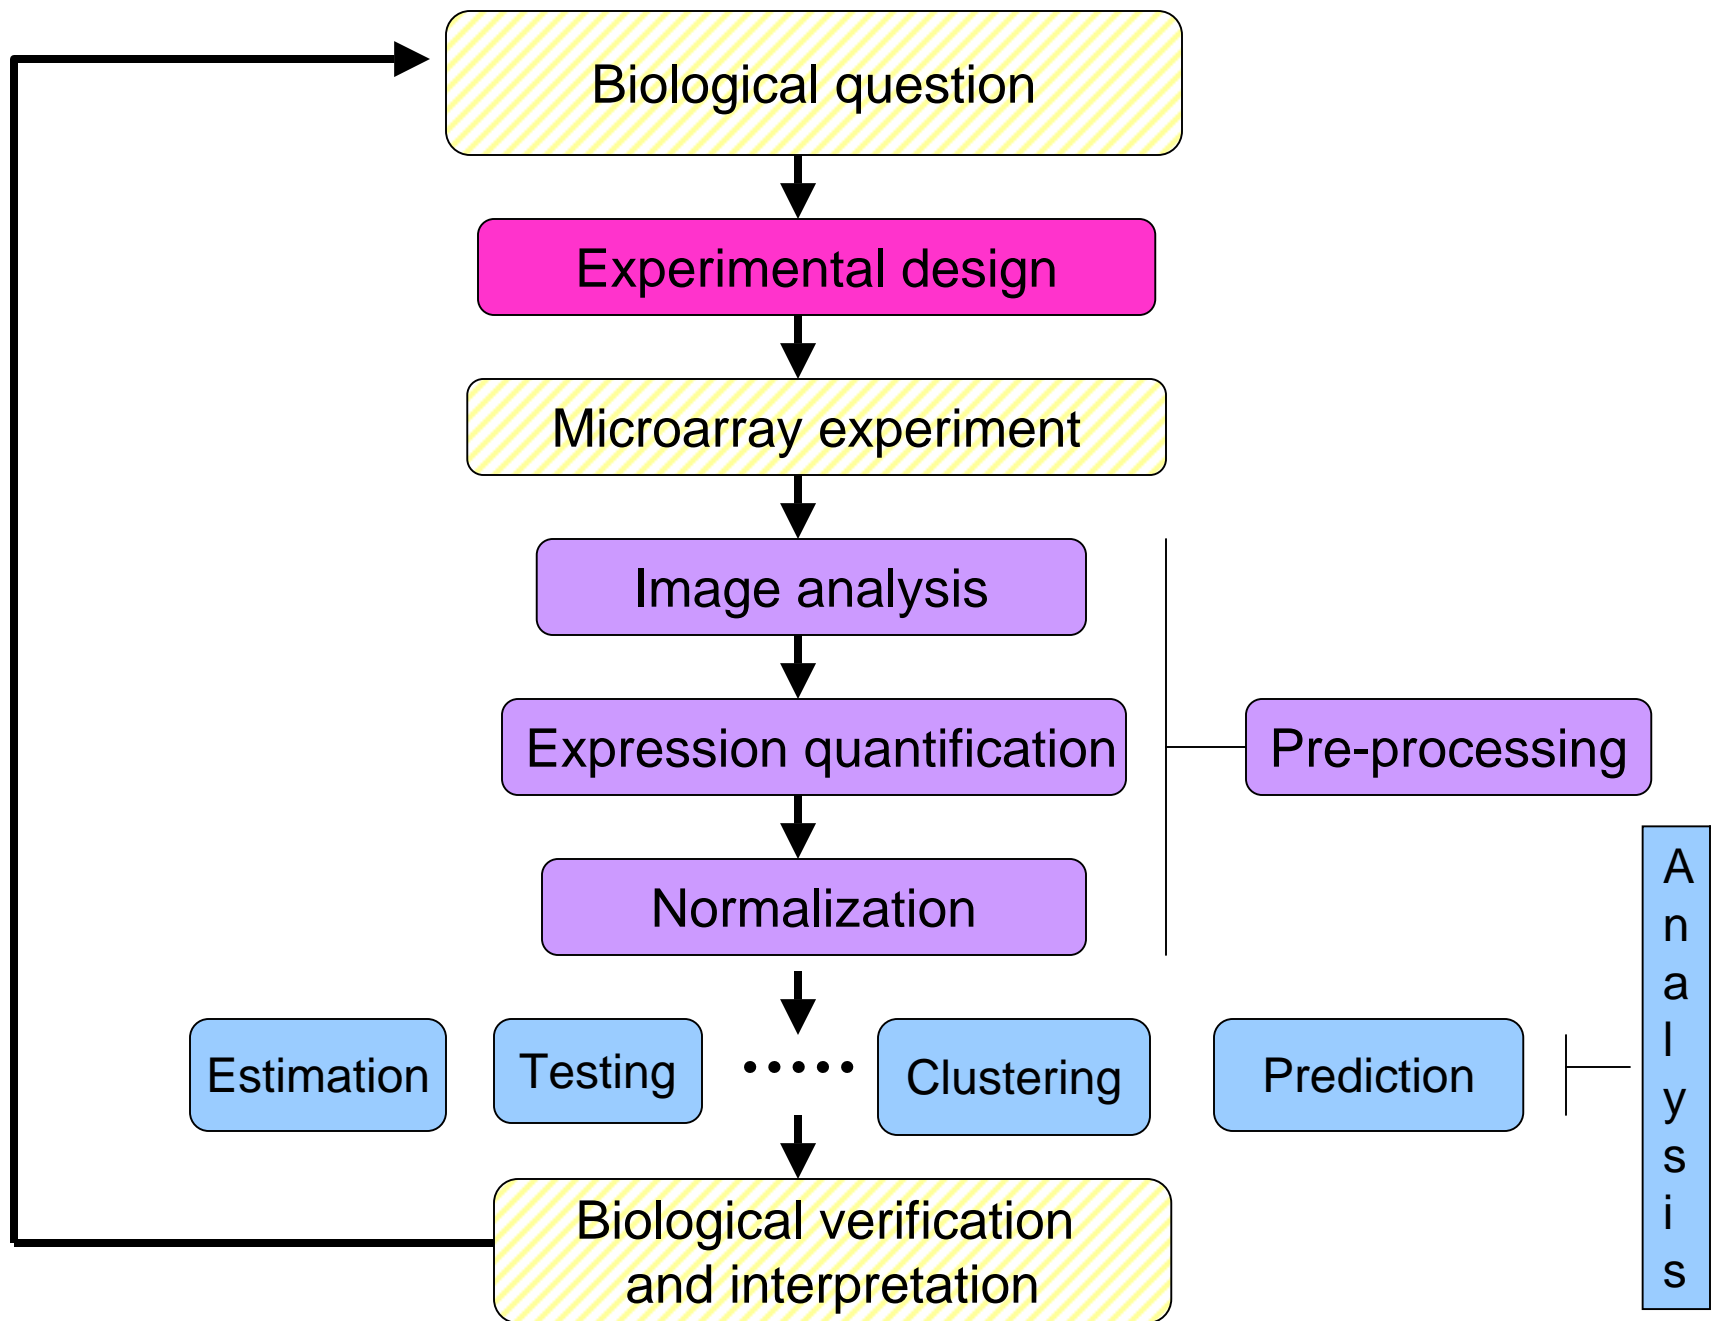 Biological question
Experimental design
Microarray experiment
Image analysis
Expression quantification
Pre-processing
Normalization
Estimation
Testing
.....
Clustering
Prediction
Analysis
Biological verification
and interpretation